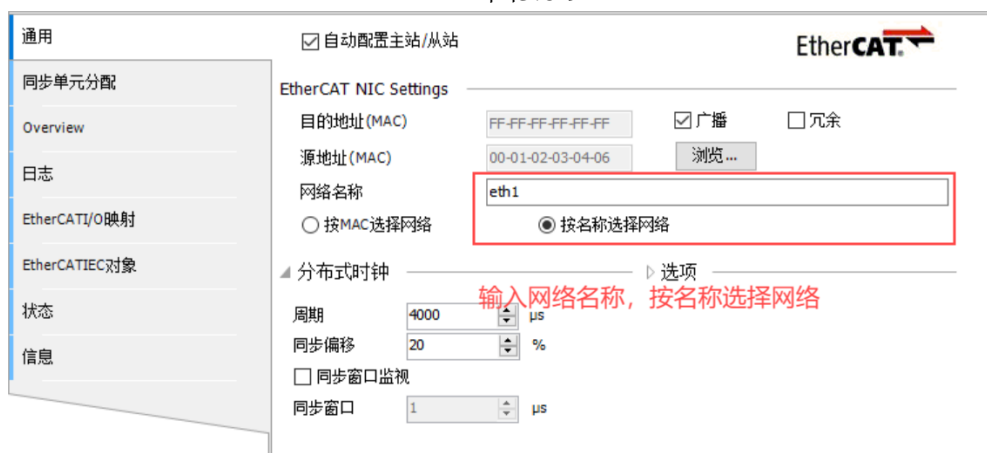 通用
自动配置主站/从站
EtherCAT.
同步单元分配
EtherCAT NIC Settings
目的地址(MAC)
FF-FF-FF-FF-FF-FF
广播
冗余
Overview
源地址(MAC)
00-01-02-03-04-06
浏览...
日志
网络名称
eth1
EtherCATI/O映射
按MAC选择网络
按名称选择网络
EtherCATIEC对象
分布式时钟
选项
输入网络名称，按名称选择网络
状态
周期
4000
µs
同步偏移
20
%
信息
同步窗口监视
同步窗口
1
µs